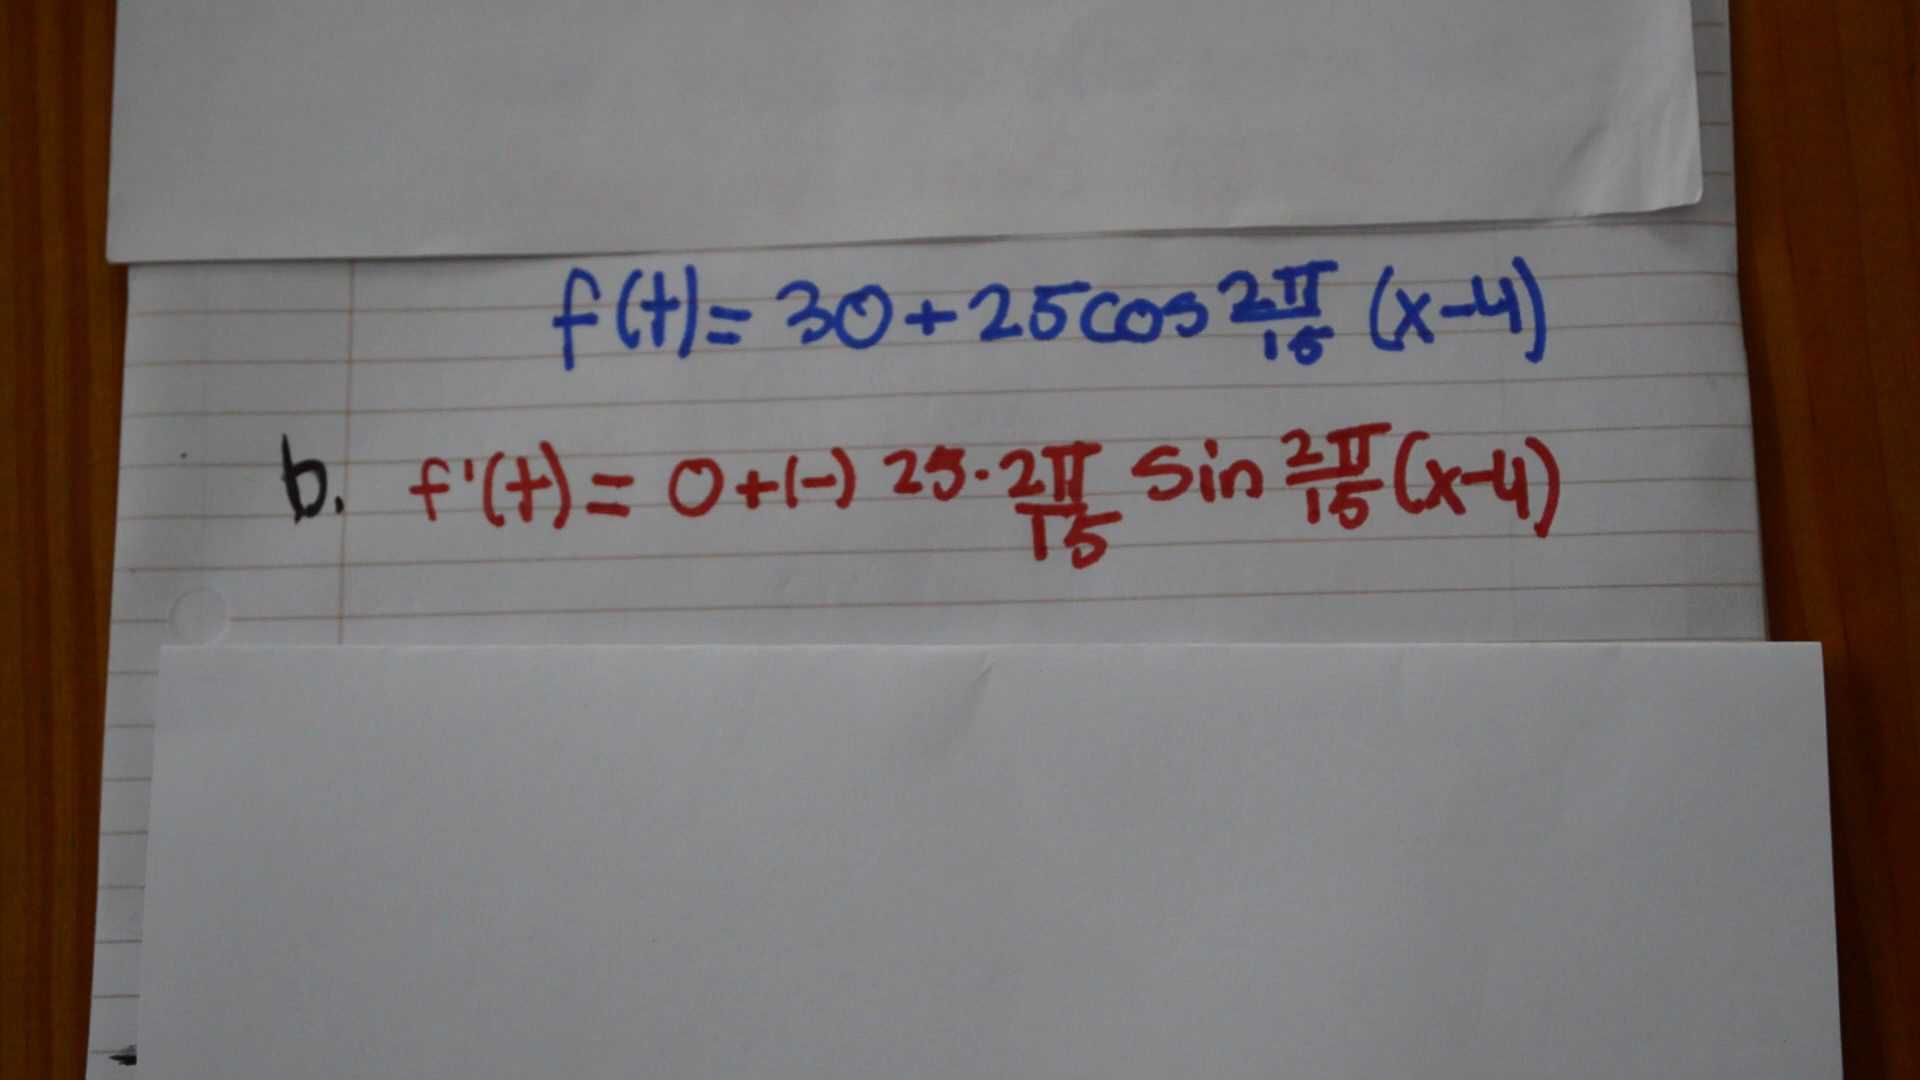 f(t) = 30 + 25cos 2π/15 (x-4)
b. f'(t) = 0 + (-) 25 · 2π/15 sin 2π/15 (x-4)